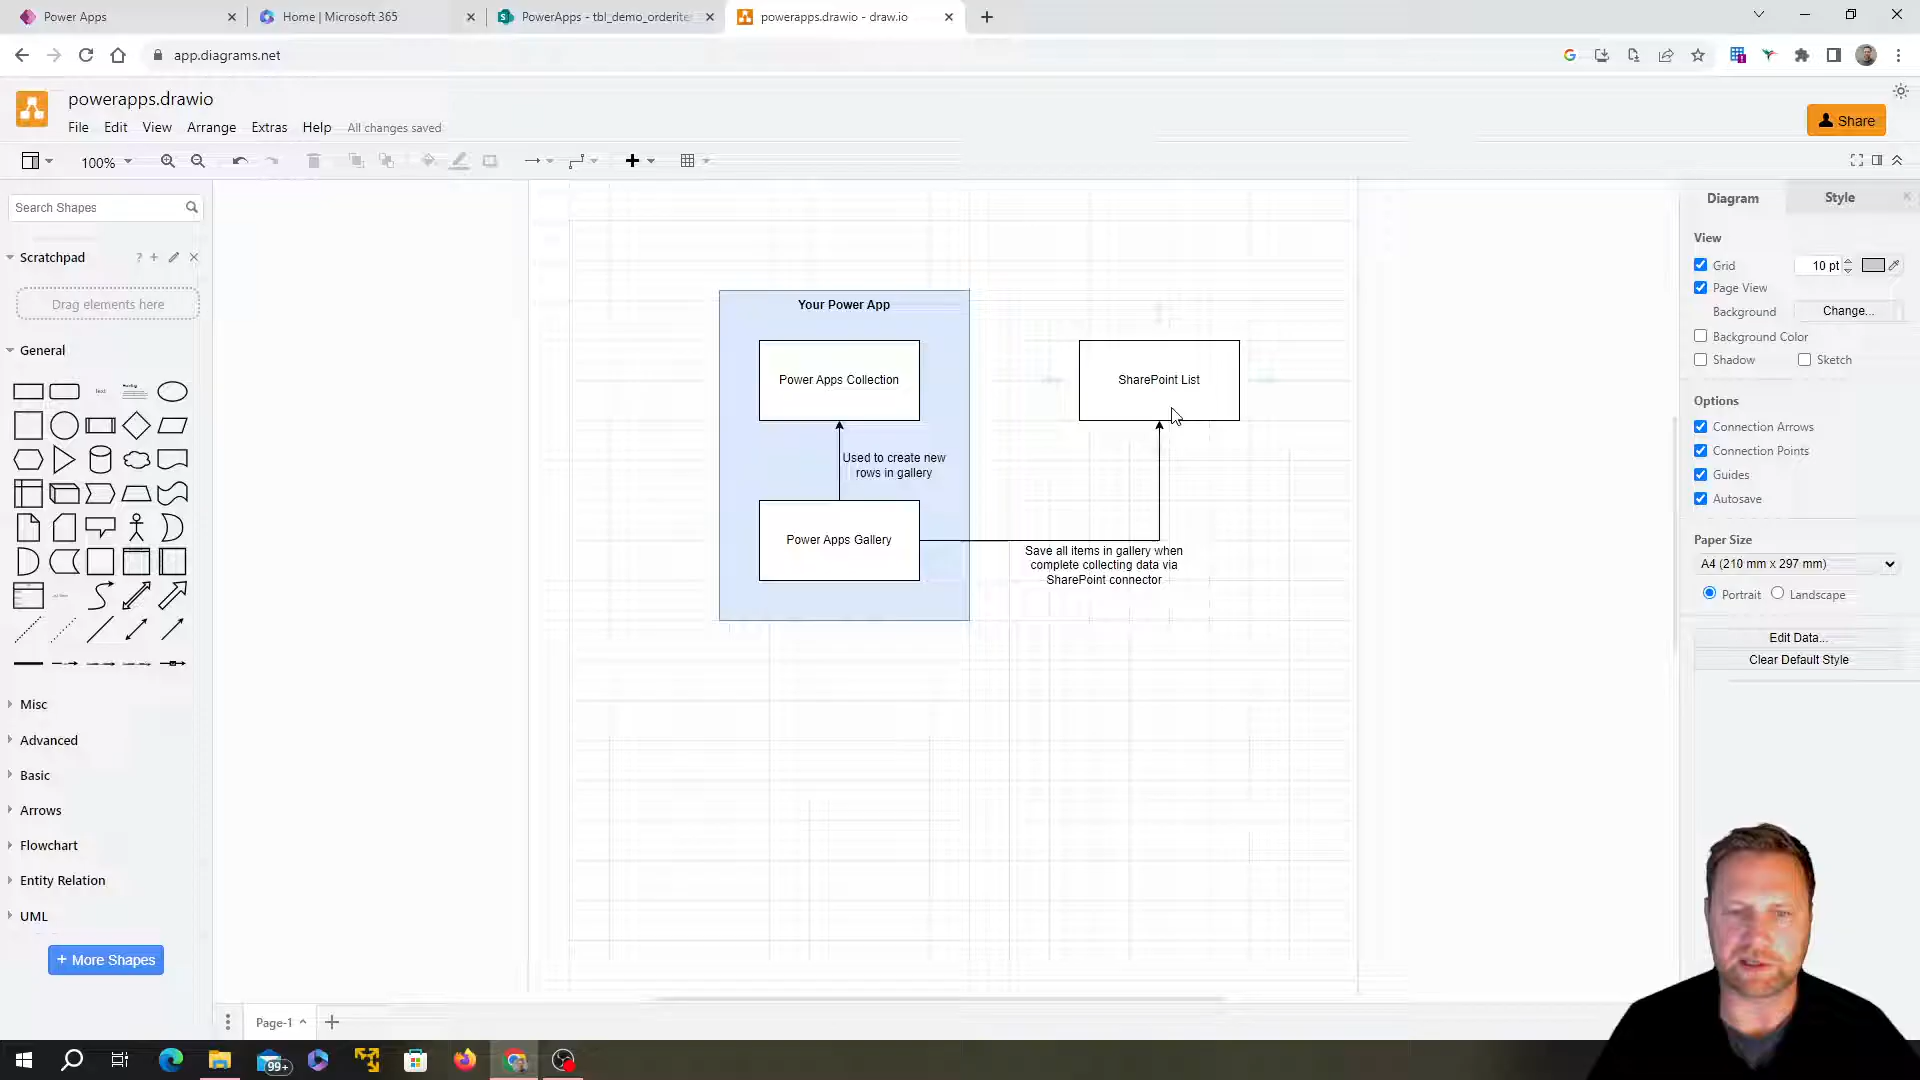 Power Apps
Home | Microsoft 365
PowerApps - tbl_demo_orderite
powerapps.drawio - draw.io
app.diagrams.net
powerapps.drawio
File
Edit
View
Arrange
Extras
Help
All changes saved
Share
100%
Search Shapes
Scratchpad
?
Drag elements here
General
Text
Heading
Misc
Advanced
Basic
Arrows
Flowchart
Entity Relation
UML
+ More Shapes
Your Power App
Power Apps Collection
Used to create new
rows in gallery
Power Apps Gallery
SharePoint List
Save all items in gallery when
complete collecting data via
SharePoint connector
Diagram
Style
View
Grid
10 pt
Page View
Background
Change...
Background Color
Shadow
Sketch
Options
Connection Arrows
Connection Points
Guides
Autosave
Paper Size
A4 (210 mm x 297 mm)
Portrait
Landscape
Edit Data...
Clear Default Style
Page-1
99+